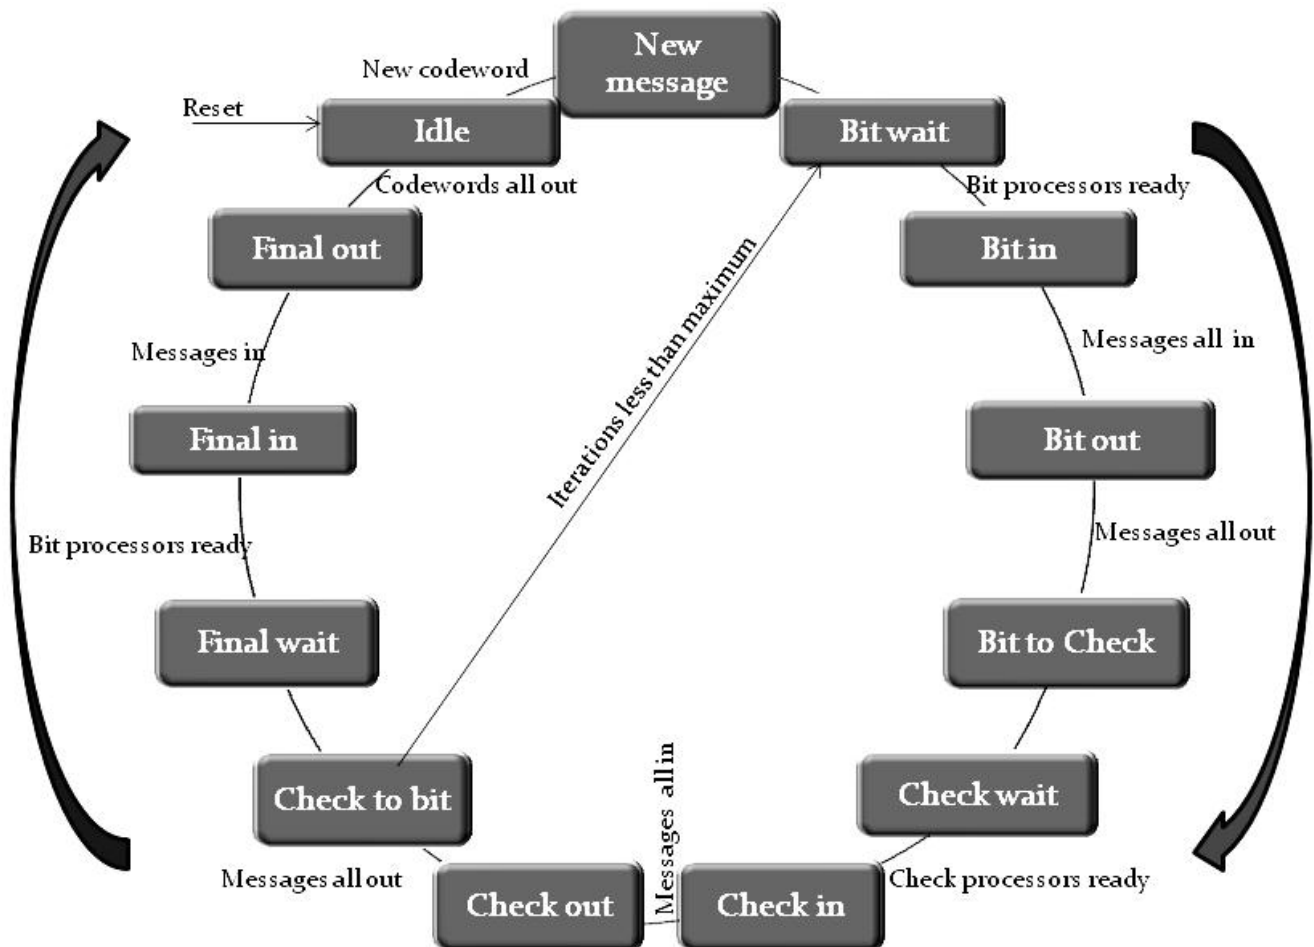 New
message
New codeword
Reset
Idle
Bit wait
Codewords all out
Bit processors ready
Final out
Bit in
Iterations less than maximum
Messages in
Messages all in
Final in
Bit out
Bit processors ready
Messages all out
Final wait
Bit to Check
Check to bit
Messages all in
Check wait
Messages all out
Check processors ready
Check out
Check in